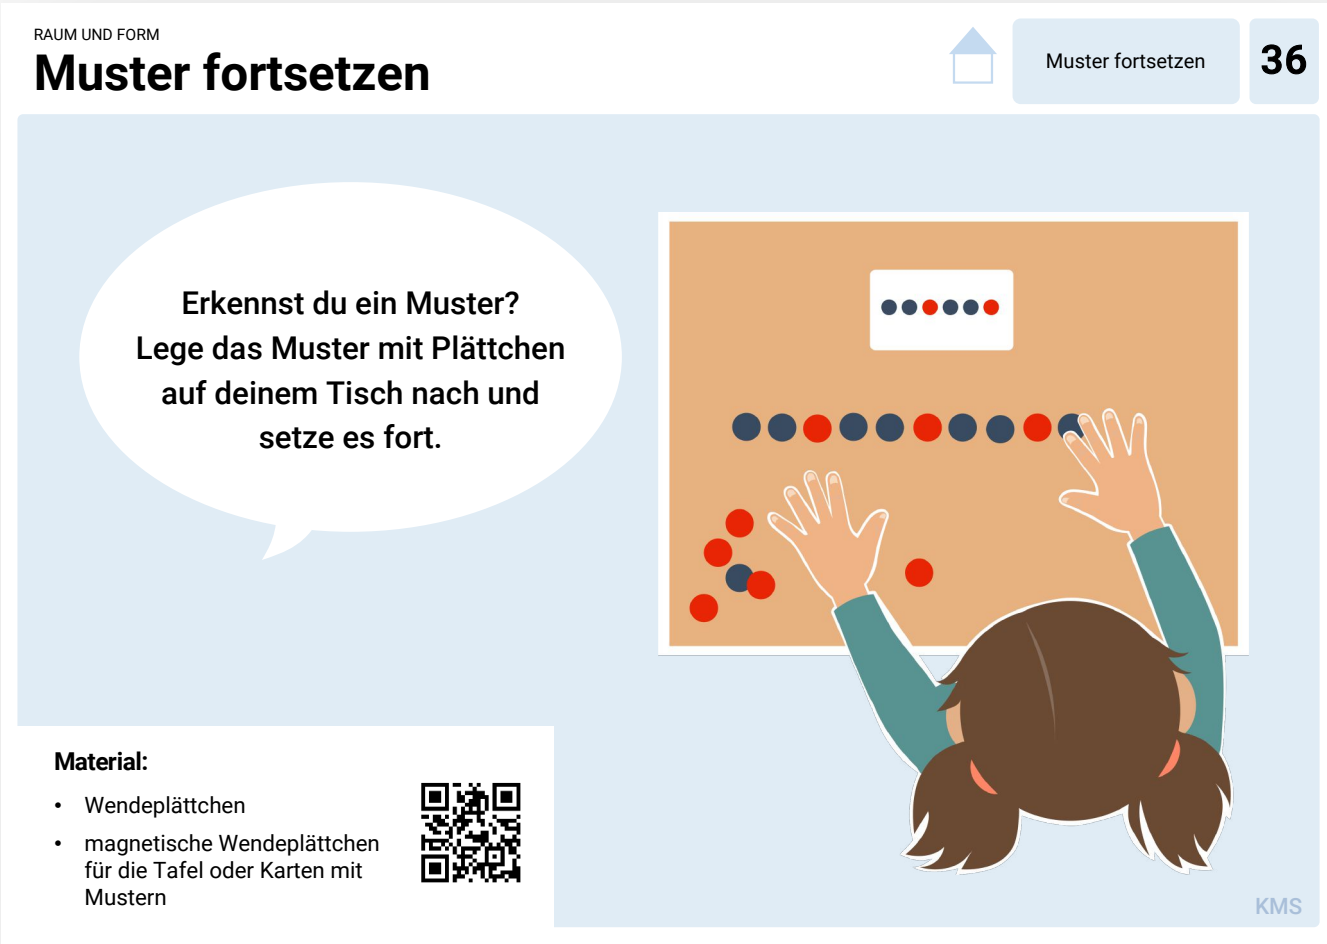 RAUM UND FORM
Muster fortsetzen
Muster fortsetzen
36
Erkennst du ein Muster?
Lege das Muster mit Plättchen
auf deinem Tisch nach und
setze es fort.
Material:
• Wendeplättchen
• magnetische Wendeplättchen
für die Tafel oder Karten mit
Mustern
KMS